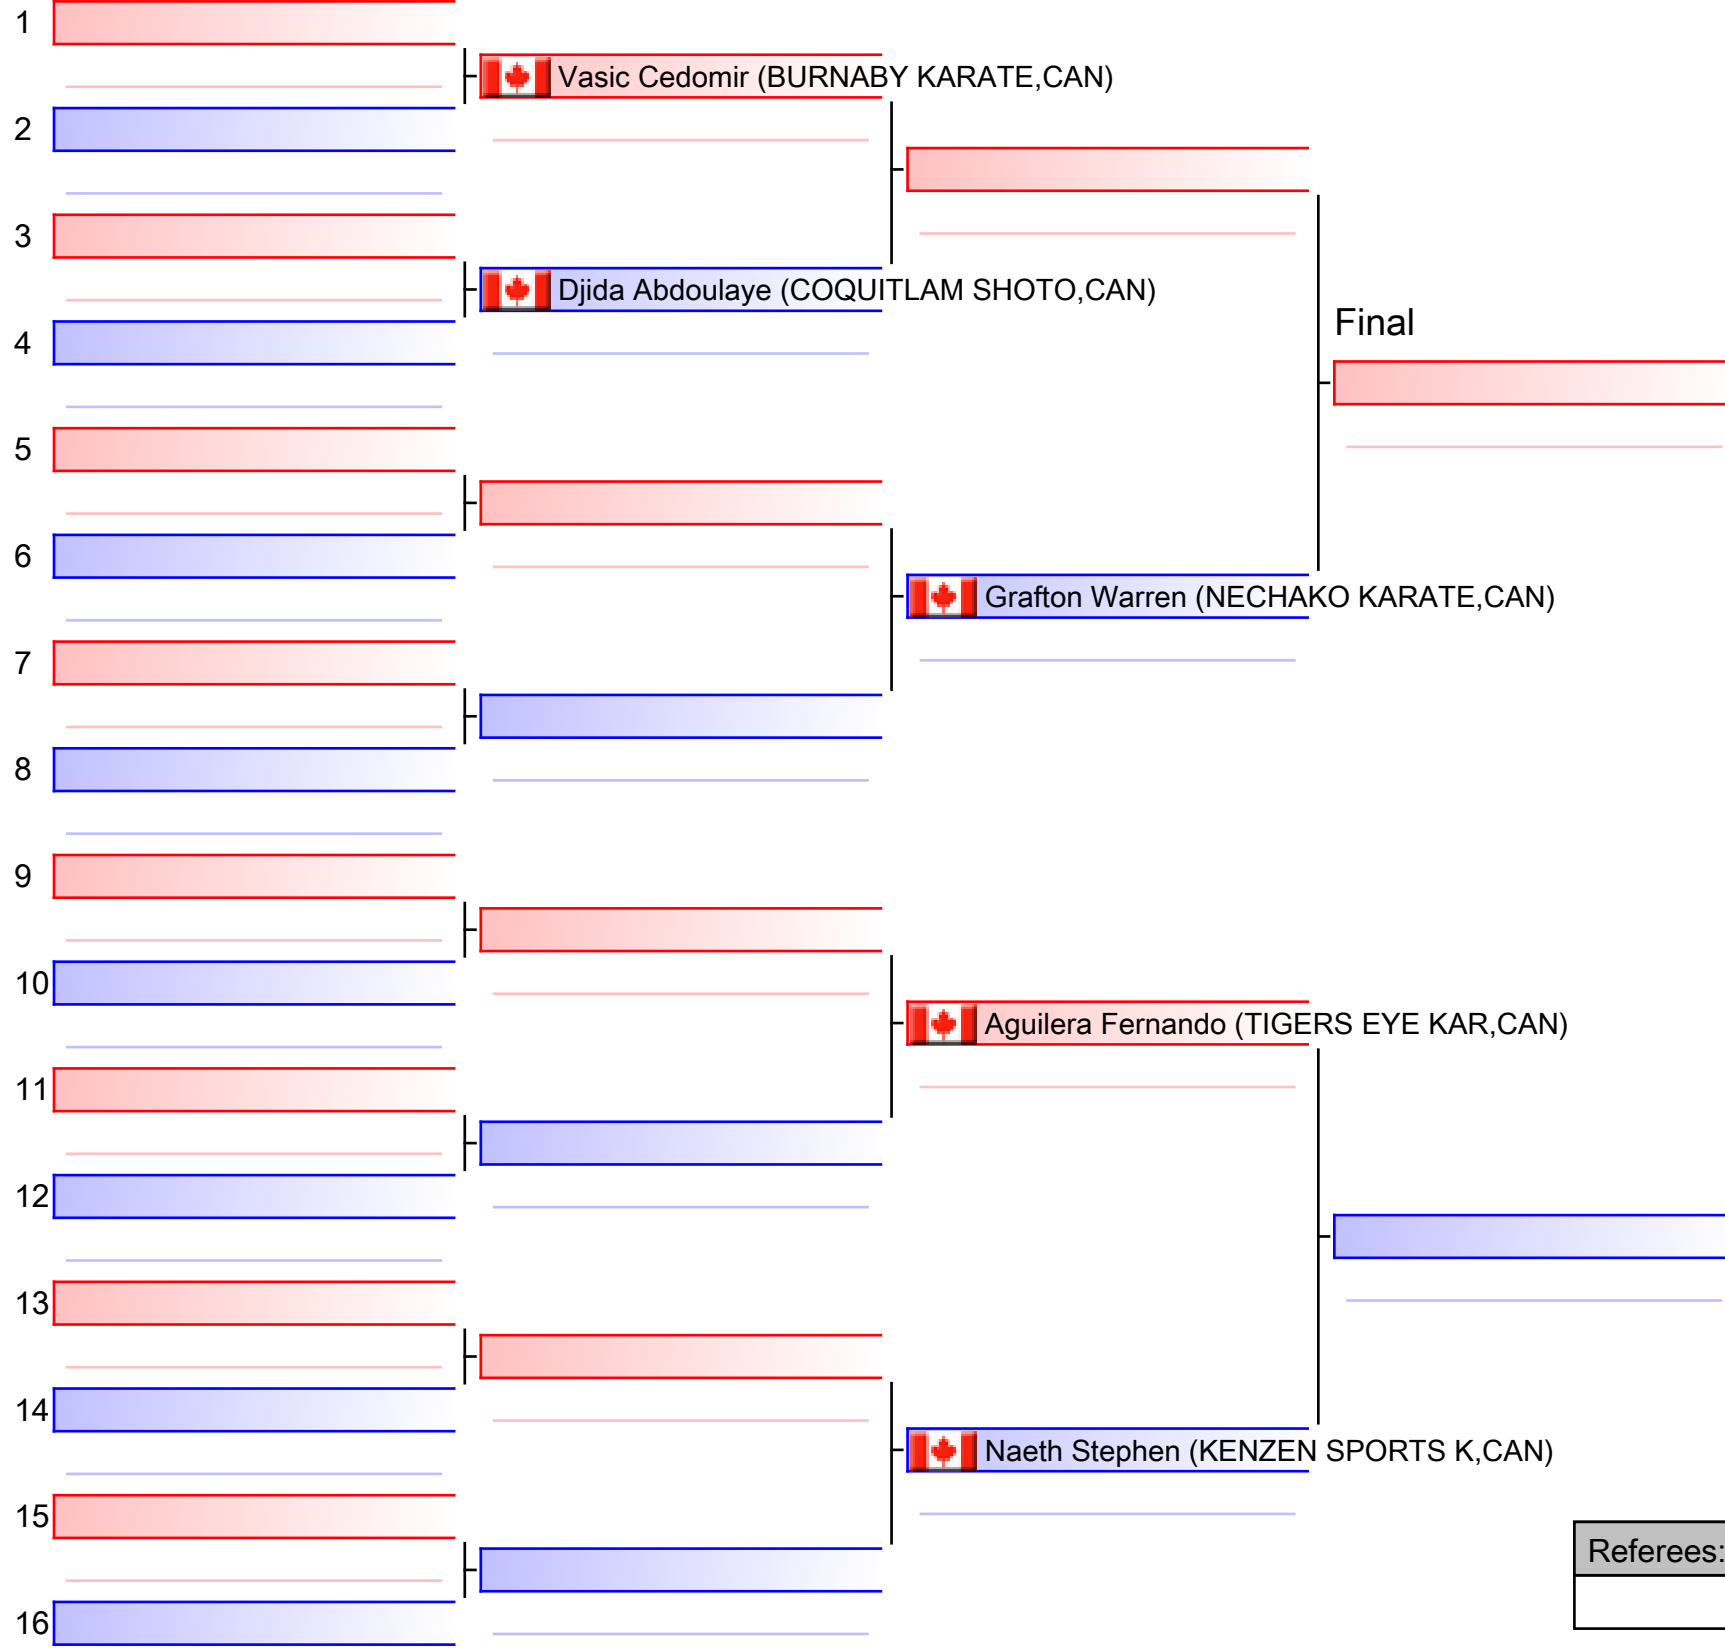 1
Vasic Cedomir (BURNABY KARATE,CAN)
2
3
Djida Abdoulaye (COQUITLAM SHOTO,CAN)
4
Final
5
6
Grafton Warren (NECHAKO KARATE,CAN)
7
8
9
10
Aguilera Fernando (TIGERS EYE KAR,CAN)
11
12
13
14
Naeth Stephen (KENZEN SPORTS K,CAN)
15
Referees:
16